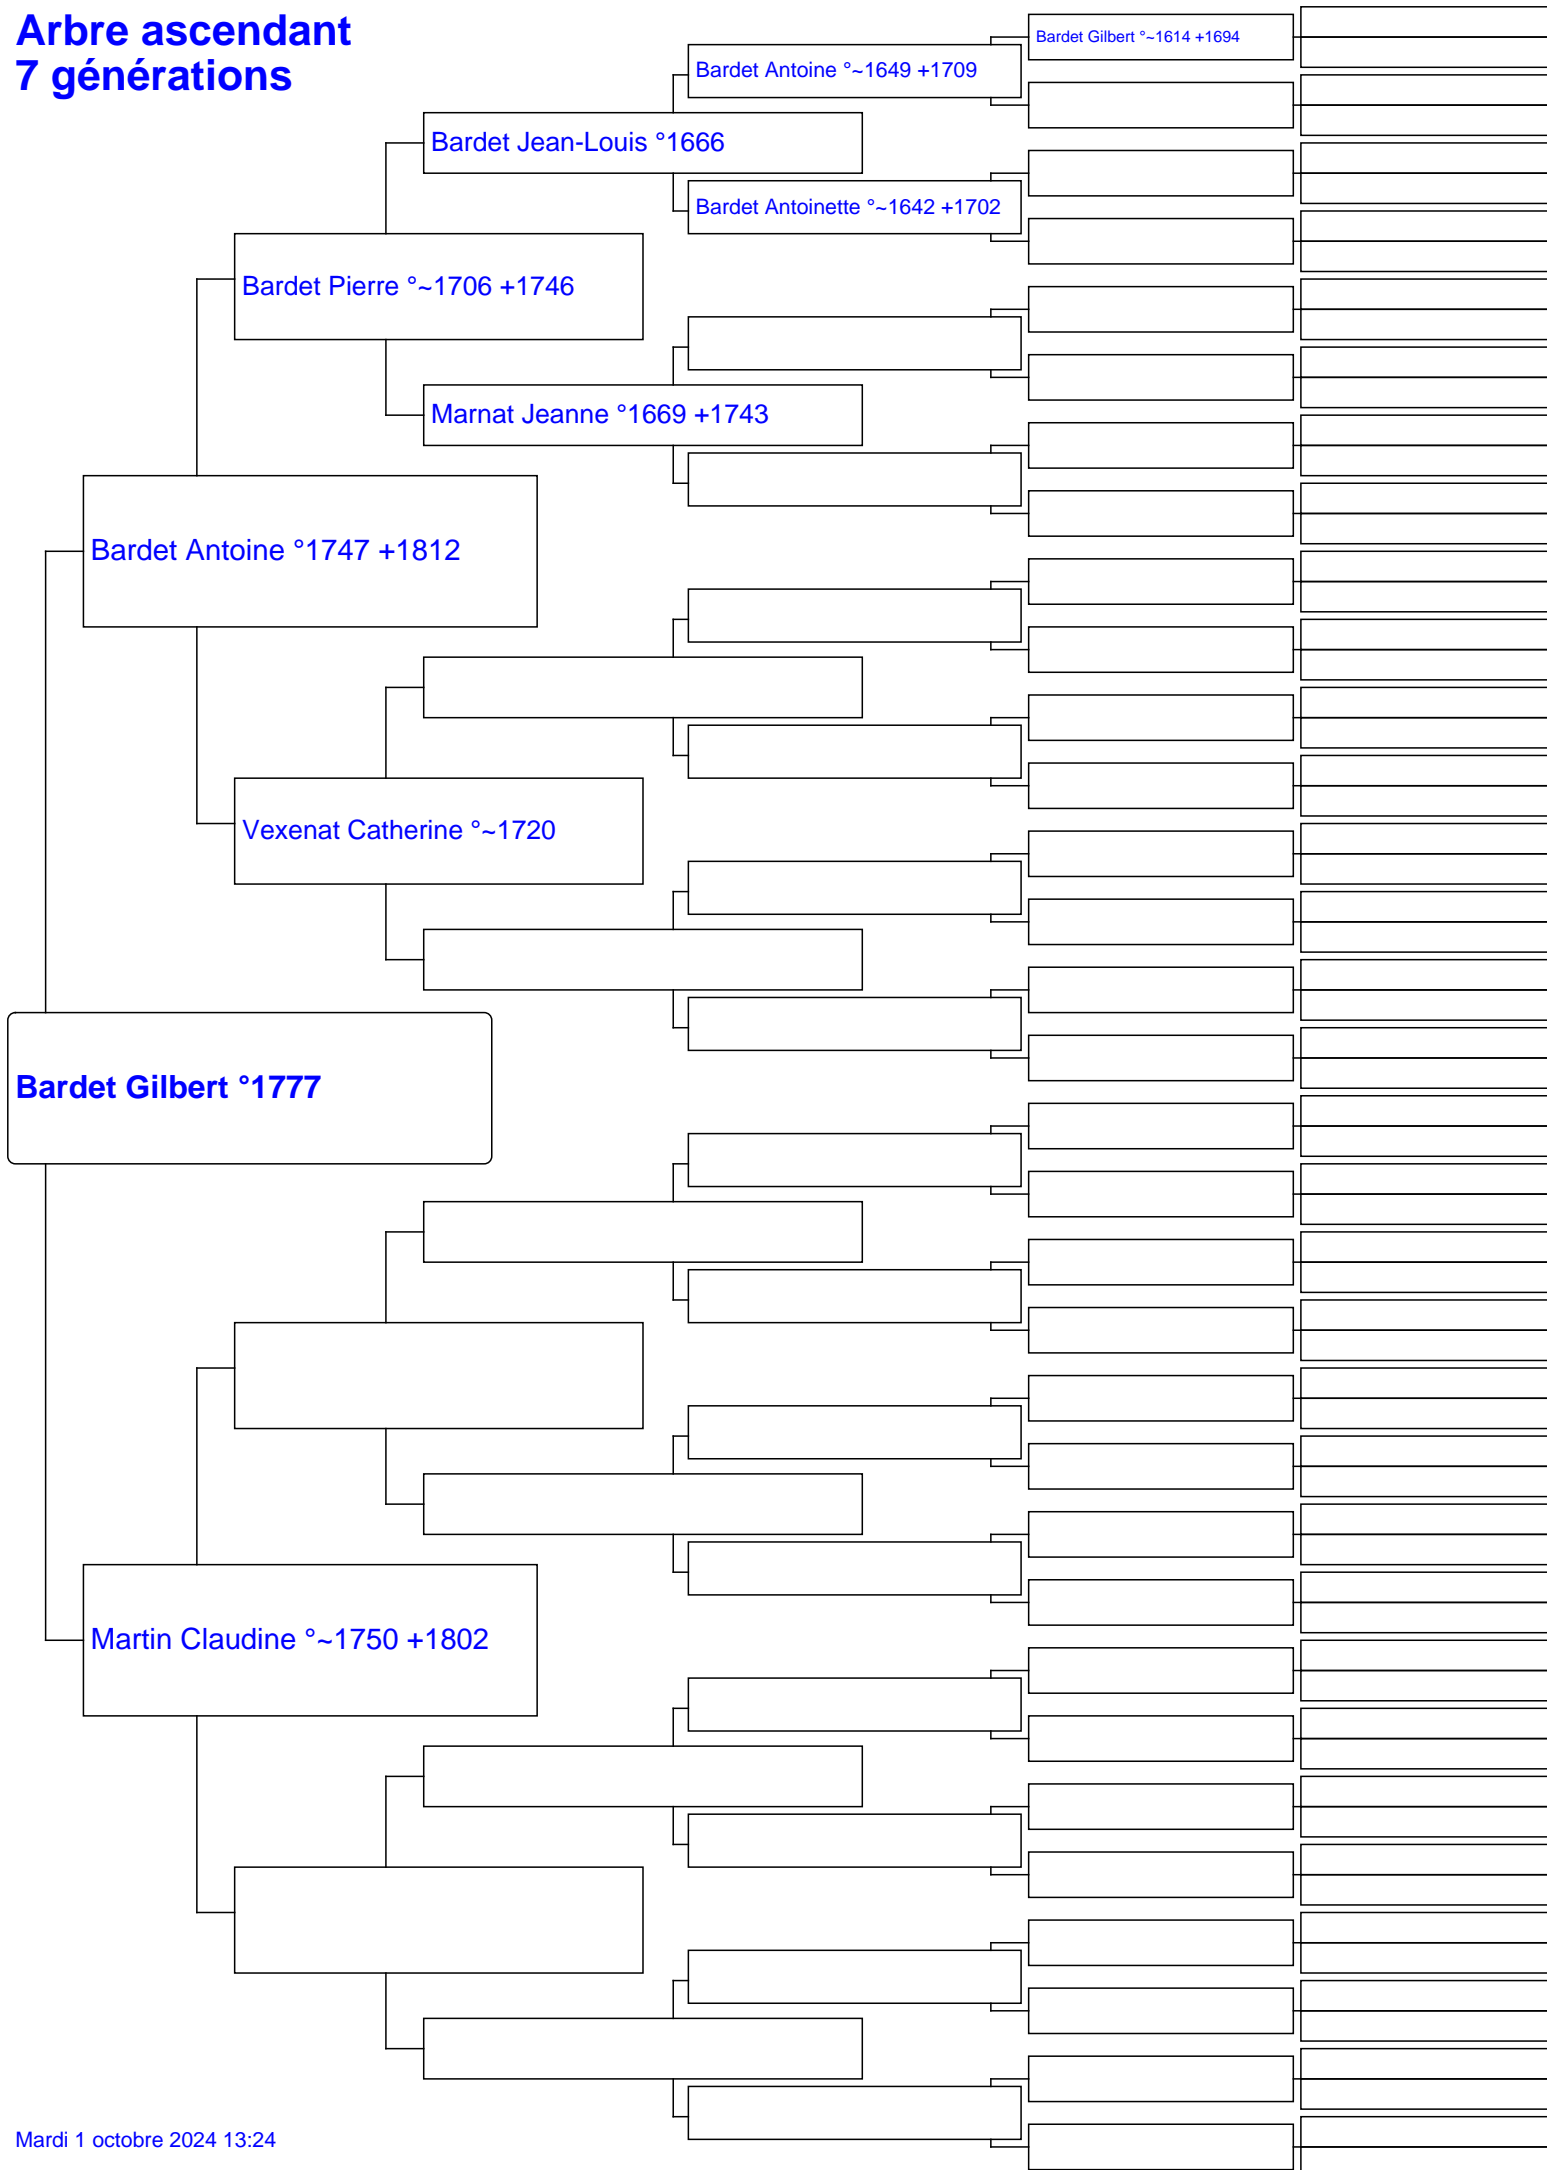 Arbre ascendant
7 générations
Bardet Gilbert °~1614 +1694
Bardet Antoine °~1649 +1709
Bardet Jean-Louis °1666
Bardet Antoinette °~1642 +1702
Bardet Pierre °~1706 +1746
Marnat Jeanne °1669 +1743
Bardet Antoine °1747 +1812
Vexenat Catherine °~1720
Bardet Gilbert °1777
Martin Claudine °~1750 +1802
Mardi 1 octobre 2024 13:24